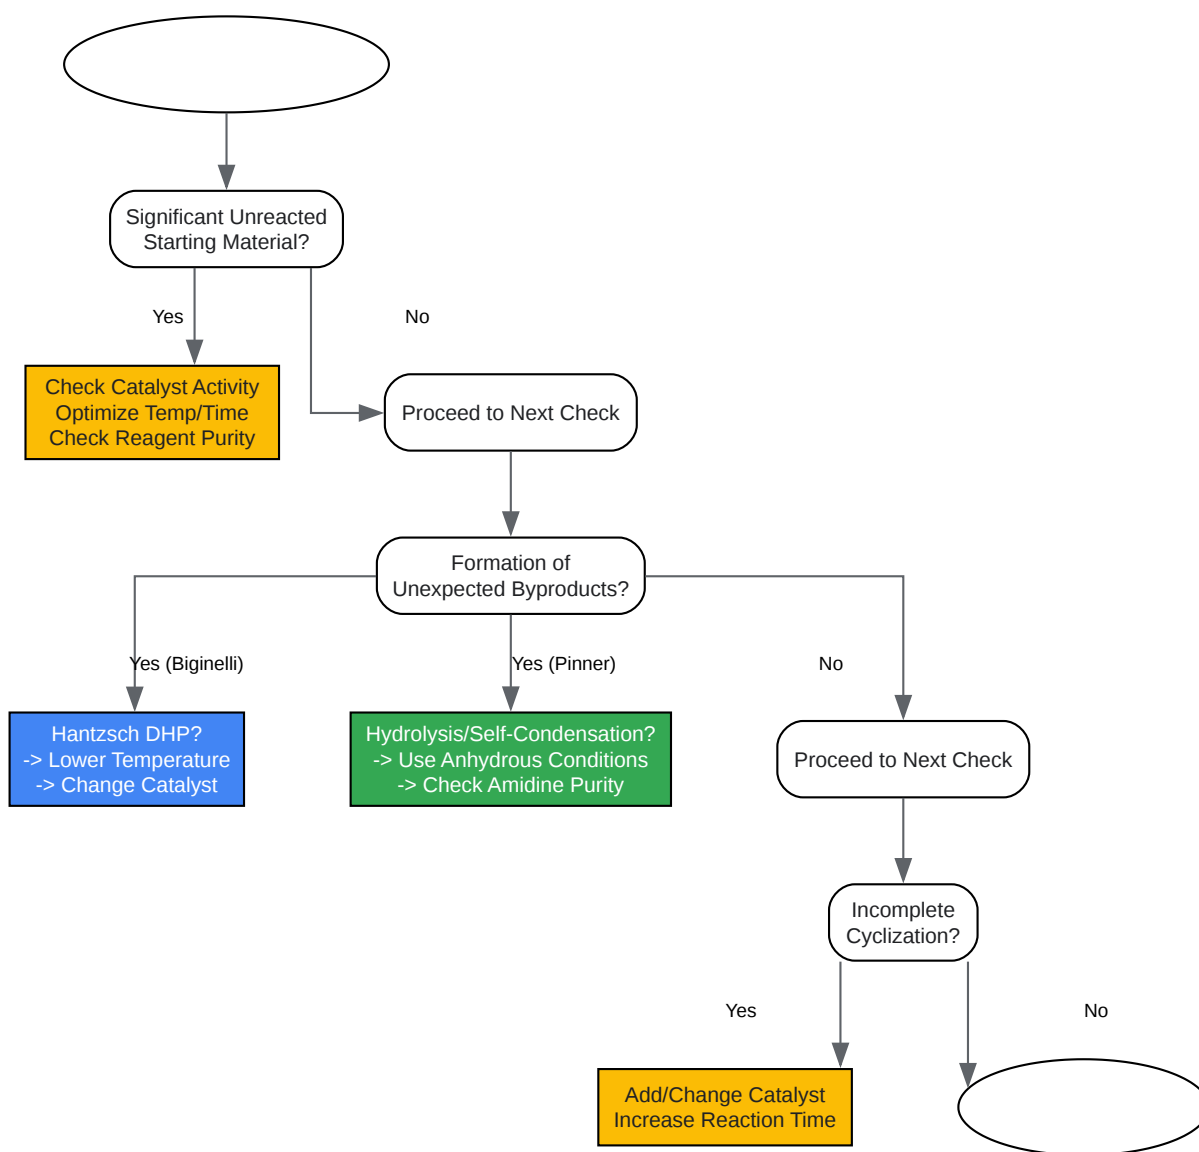 Significant Unreacted
Starting Material?
Yes
No
Check Catalyst Activity
Optimize Temp/Time
Check Reagent Purity
Proceed to Next Check
Formation of
Unexpected Byproducts?
Yes (Biginelli)
Yes (Pinner)
No
Hantzsch DHP?
-> Lower Temperature
-> Change Catalyst
Hydrolysis/Self-Condensation?
-> Use Anhydrous Conditions
-> Check Amidine Purity
Proceed to Next Check
Incomplete
Cyclization?
Yes
No
Add/Change Catalyst
Increase Reaction Time